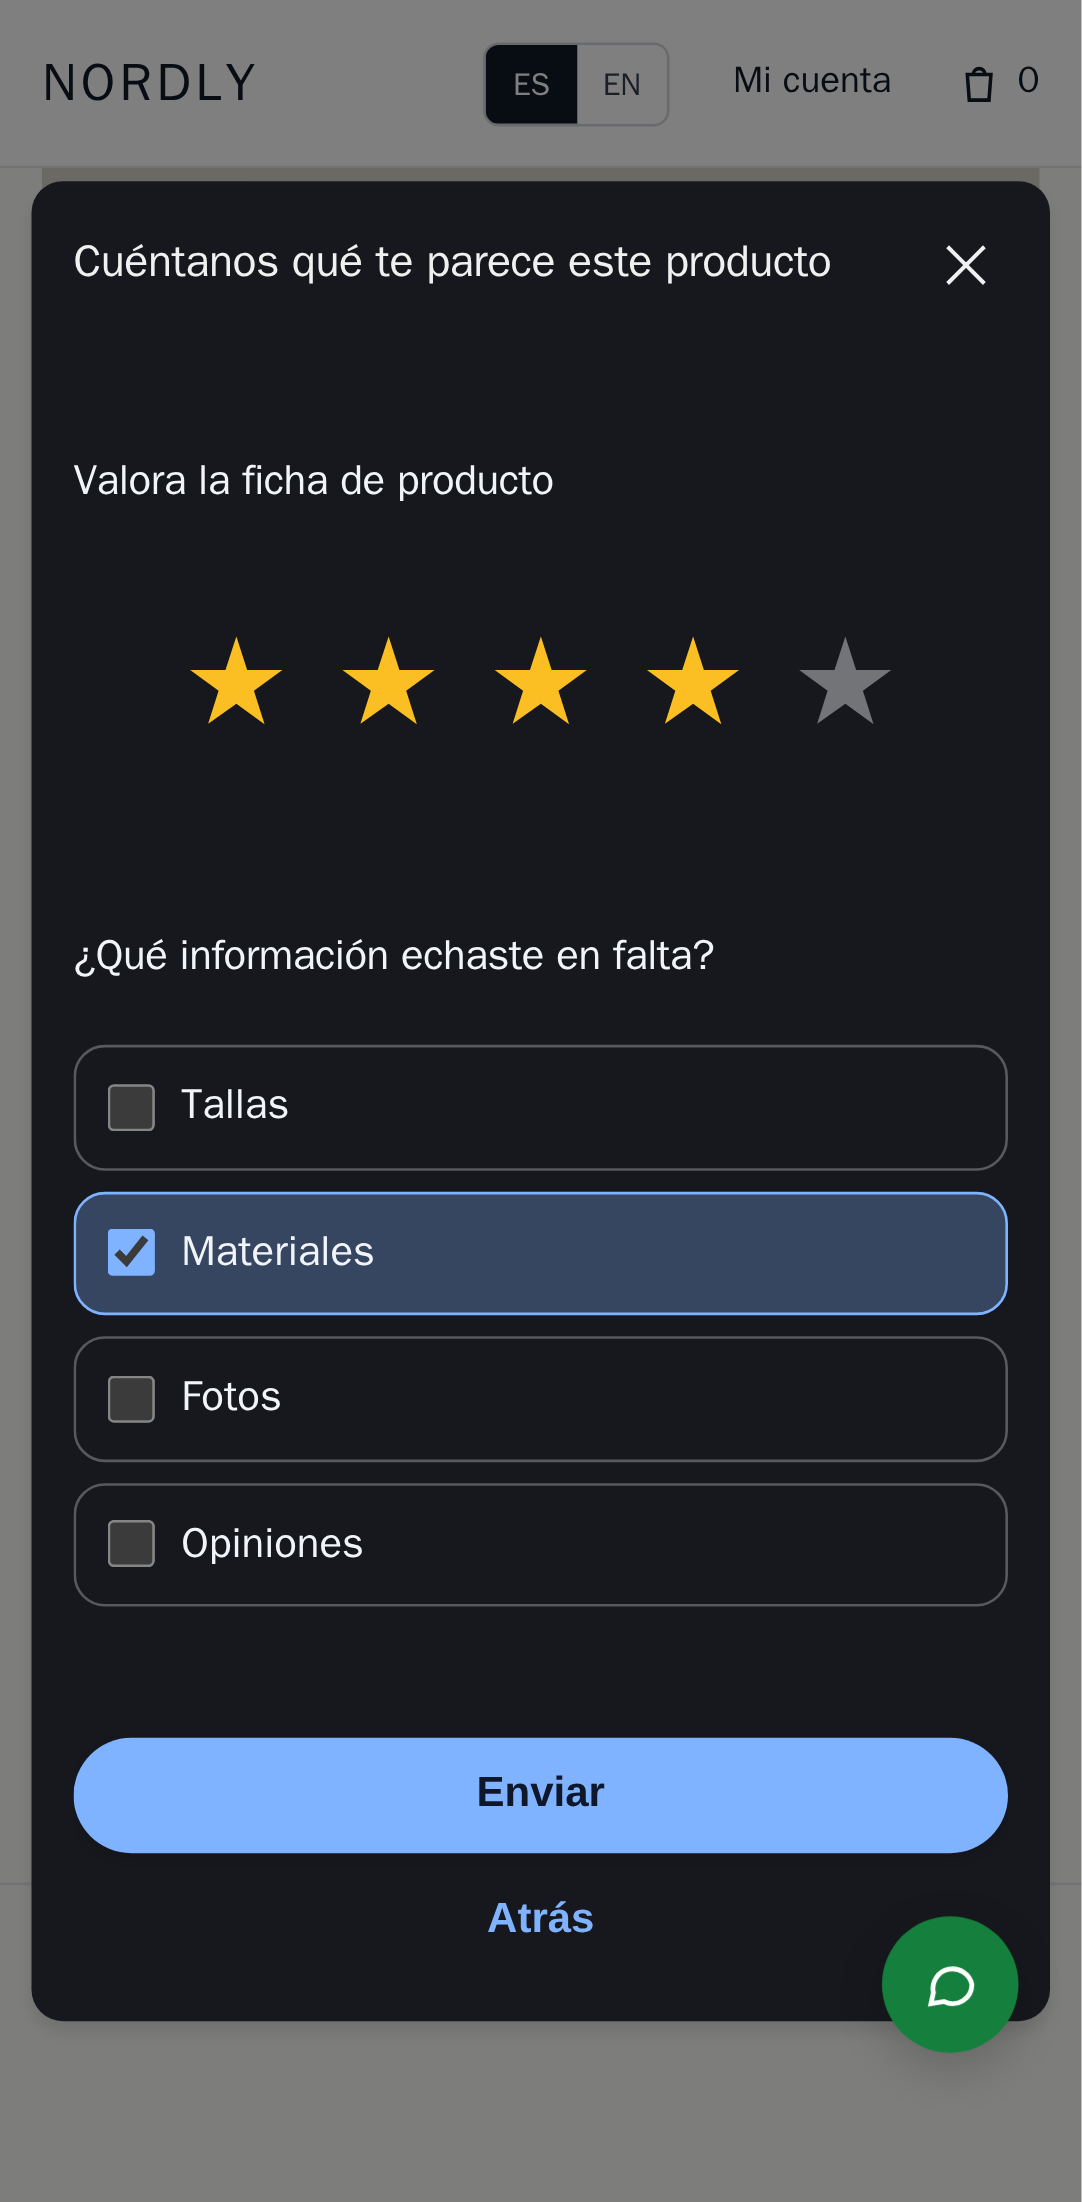 NORDLY
ES EN
Mi cuenta
0
Cuéntanos qué te parece este producto
Valora la ficha de producto
¿Qué información echaste en falta?
Tallas
Materiales
Fotos
Opiniones
Enviar
Atrás